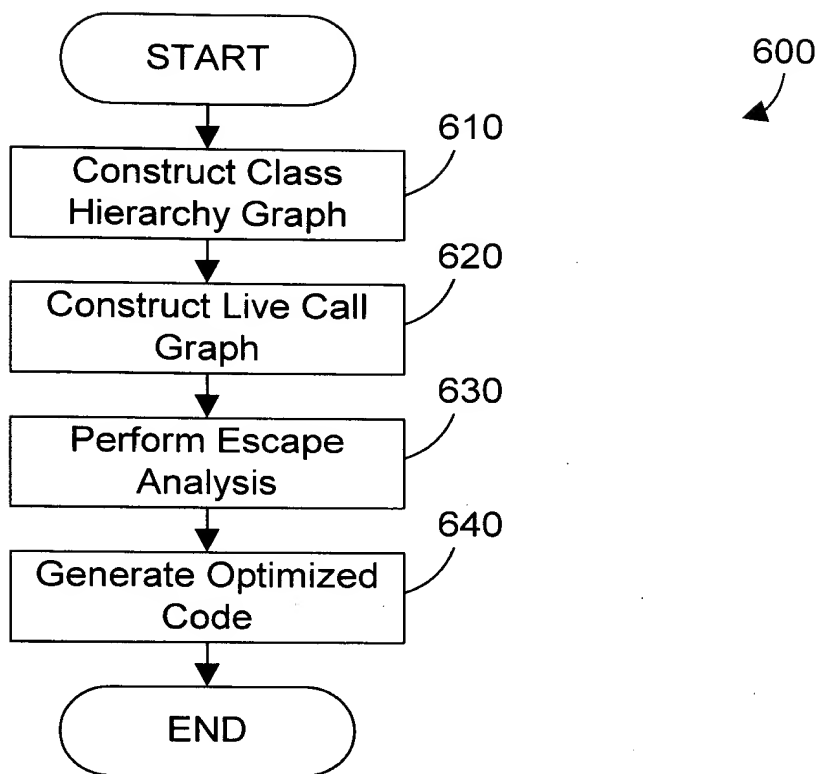 START
600
610
Construct Class
Hierarchy Graph
620
Construct Live Call
Graph
630
Perform Escape
Analysis
640
Generate Optimized
Code
END